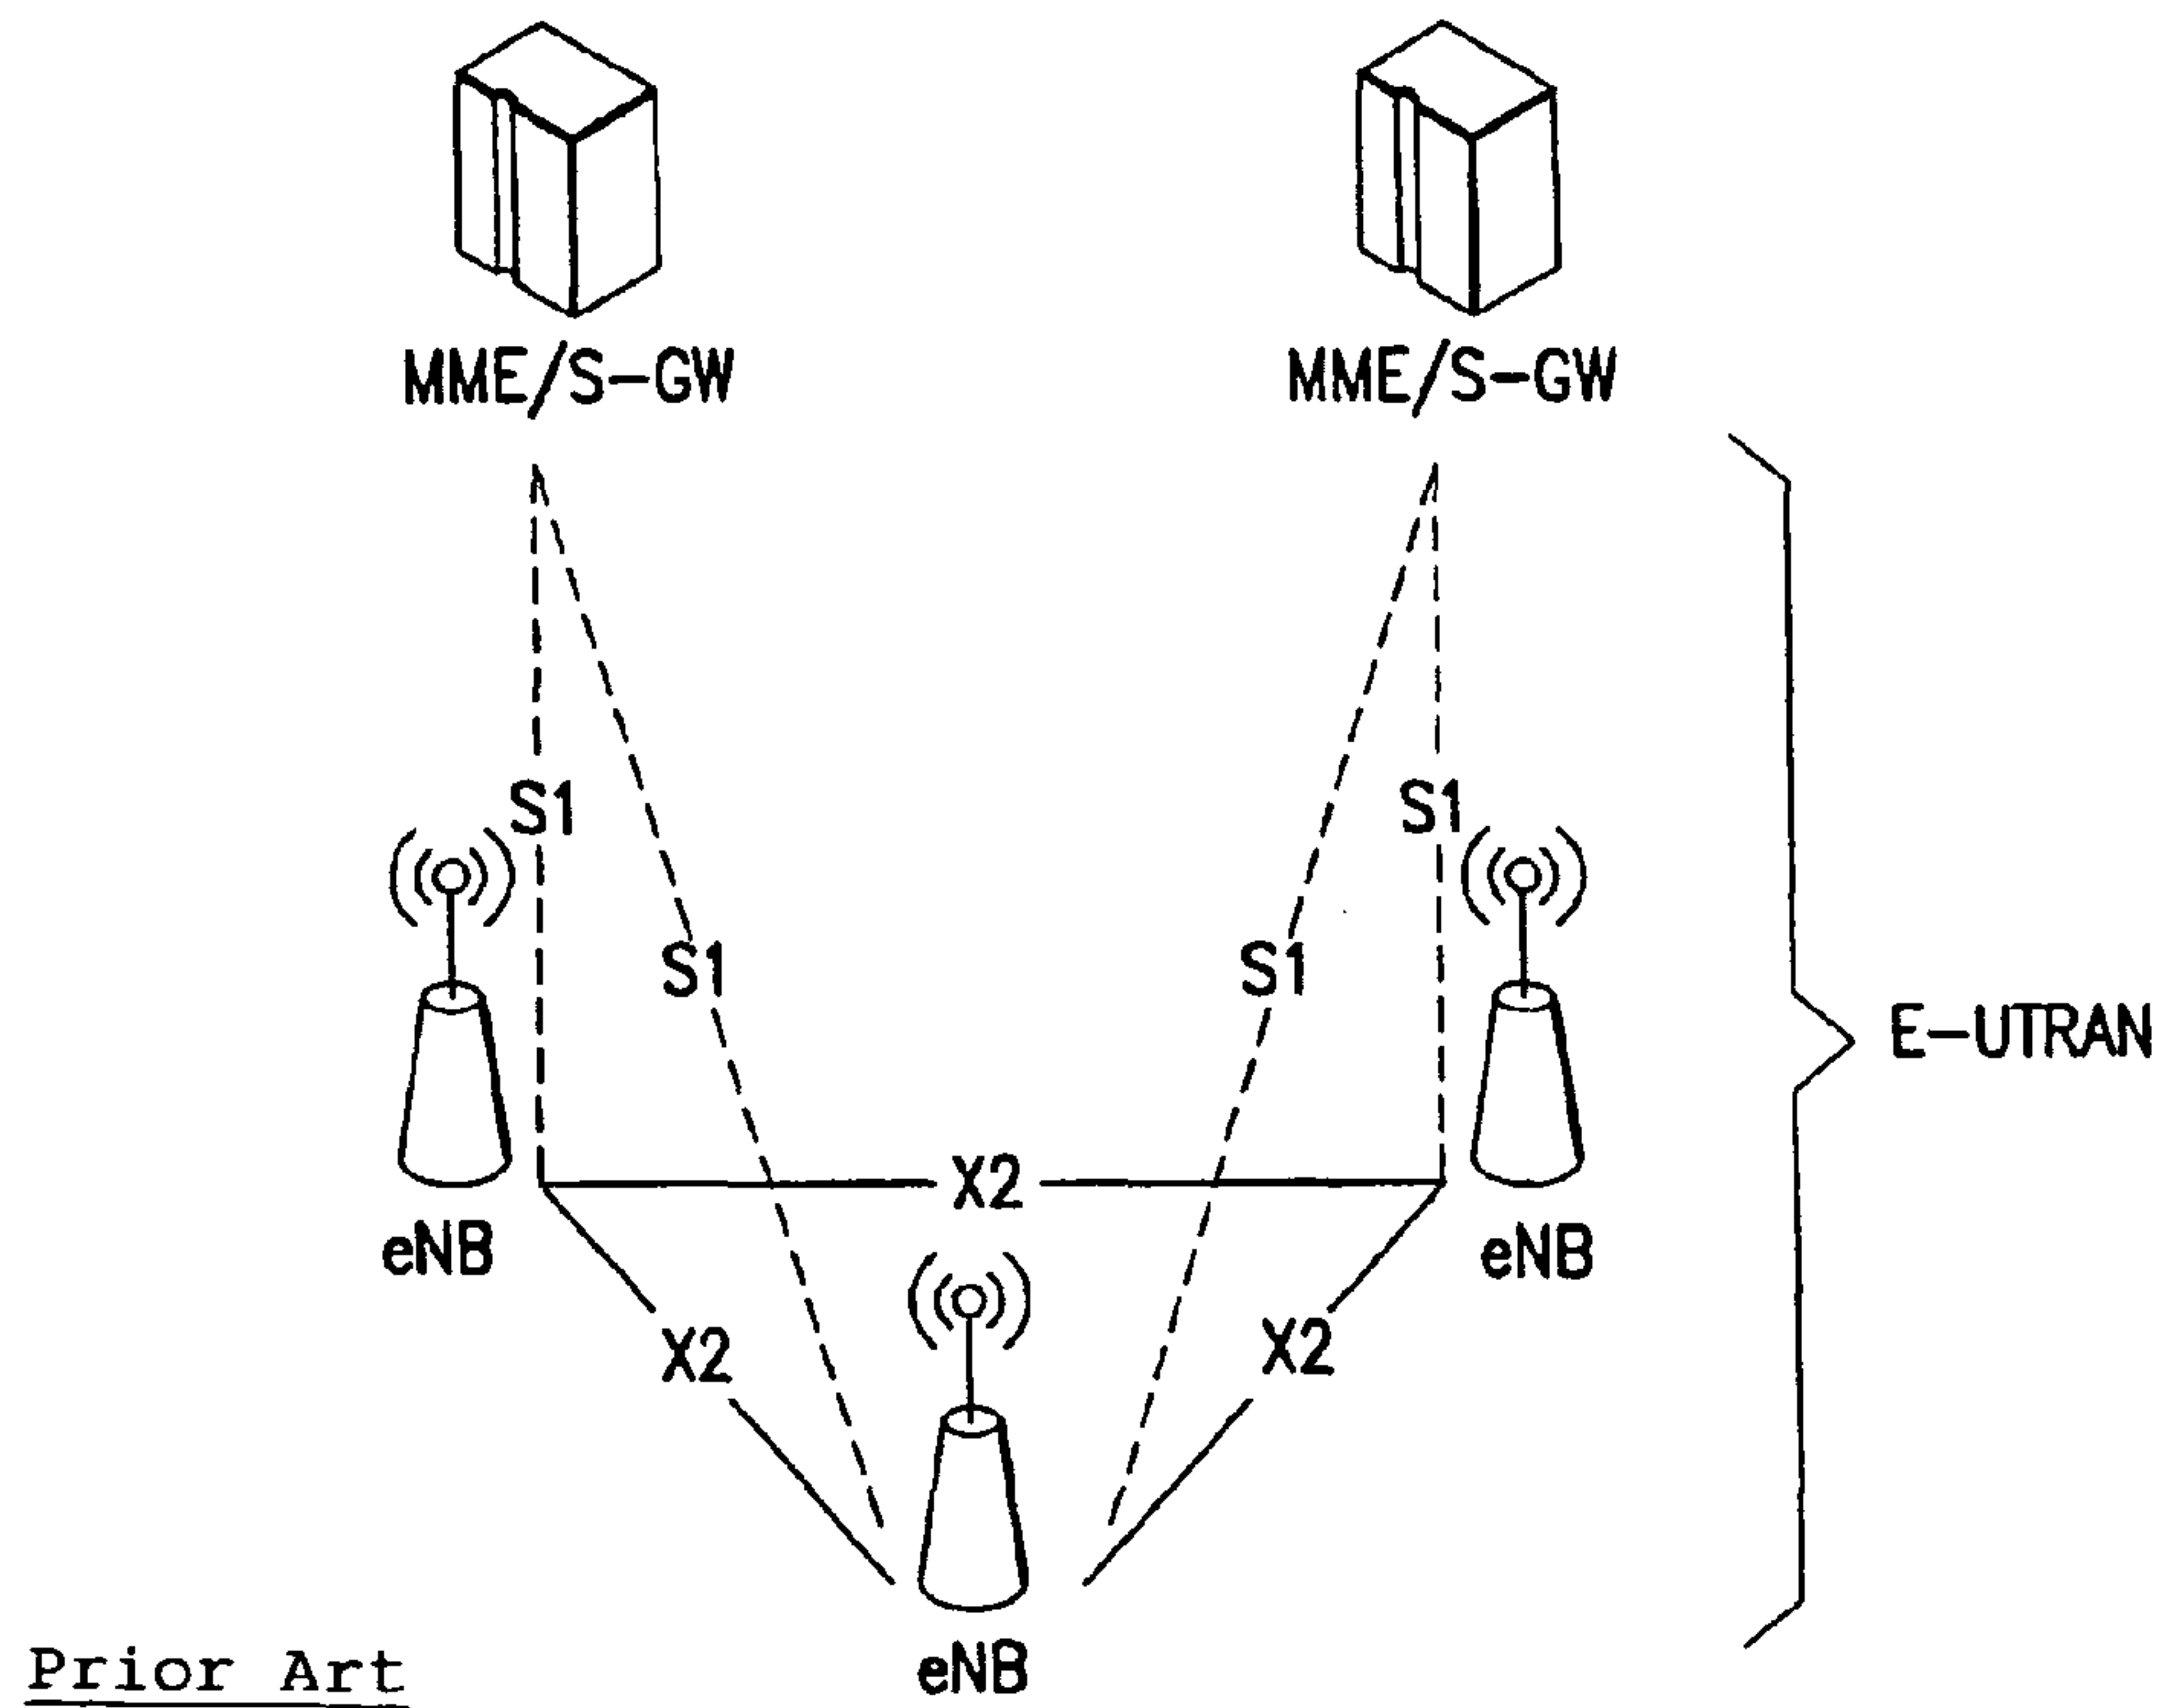 MME/S-GW
MME/S-GW
S1
S1
S1
S1
E-UTRAN
X2
eNB
eNB
X2
X2
eNB
Prior Art